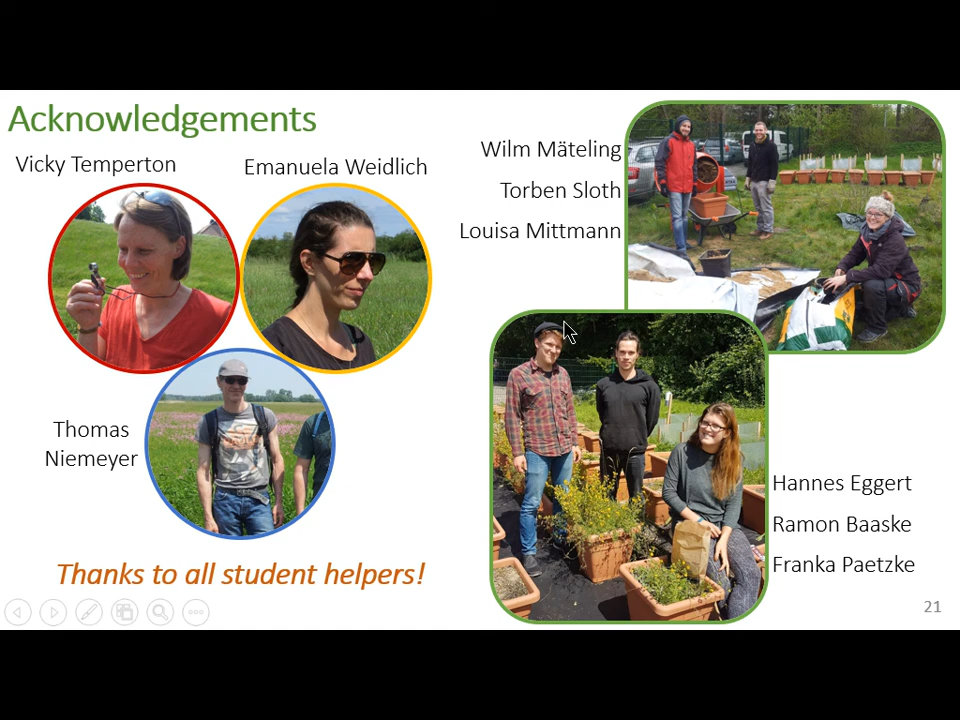 Acknowledgements
Vicky Temperton
Emanuela Weidlich
Thomas
Niemeyer
Thanks to all student helpers!
Wilm Mäteling
Torben Sloth
Louisa Mittmann
Hannes Eggert
Ramon Baaske
Franka Paetzke
21